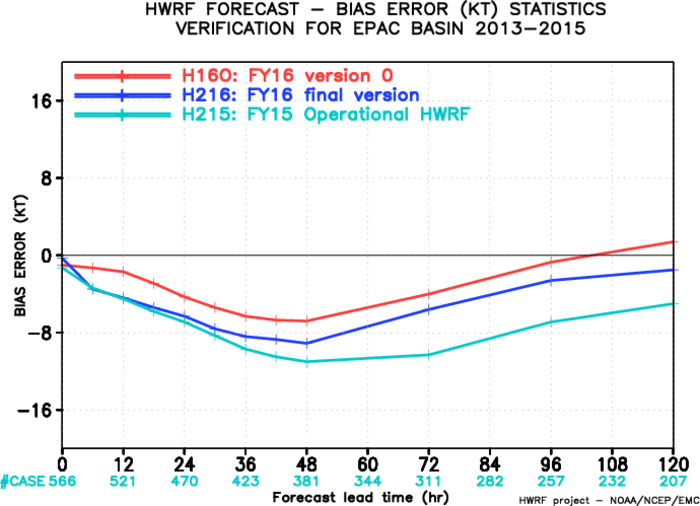 HWRF FORECAST – BIAS ERROR (KT) STATISTICS
VERIFICATION FOR EPAC BASIN 2013–2015
H16O: FY16 version 0
H216: FY16 final version
H215: FY15 Operational HWRF
BIAS ERROR (KT)
16
8
0
–8
–16
0 12 24 36 48 60 72 84 96 108 120
#CASE 566 521 470 423 381 344 311 282 257 232 207
Forecast lead time (hr)
HWRF project – NOAA/NCEP/EMC